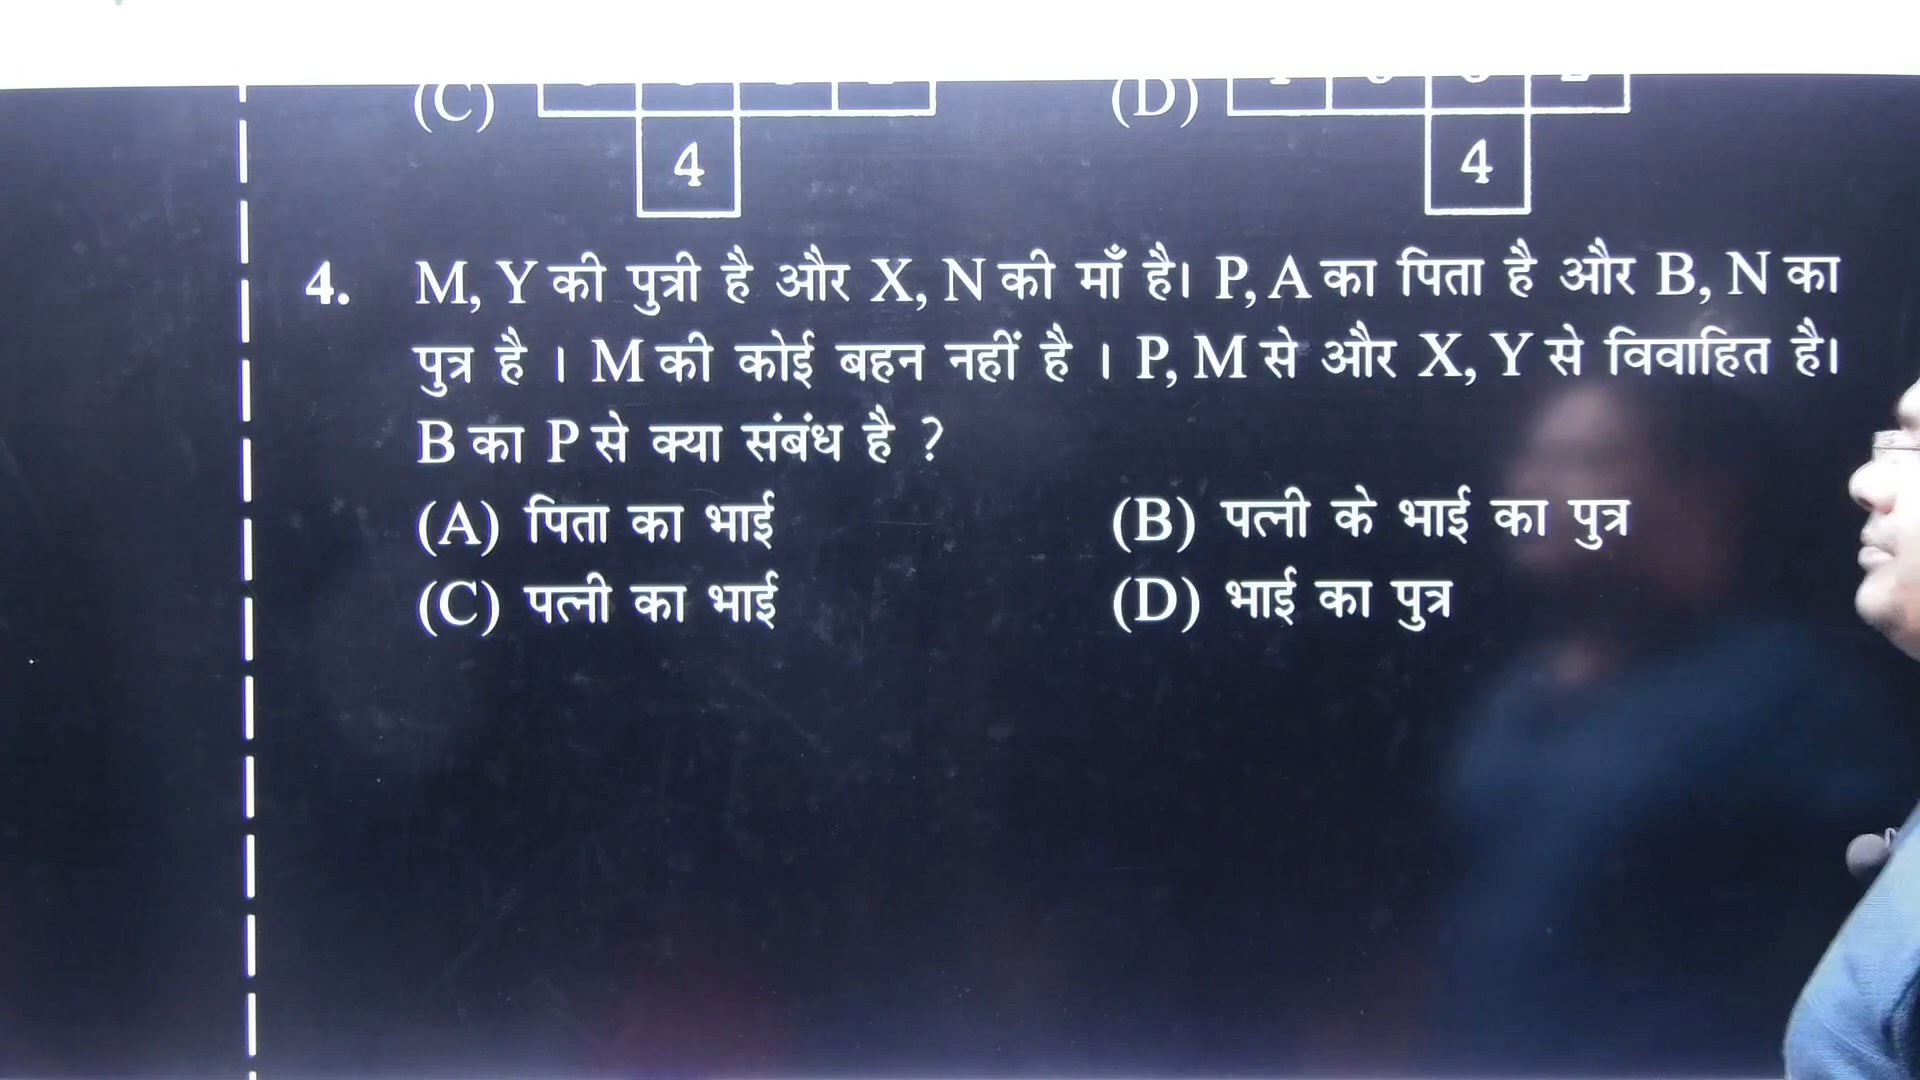 (C)
(D)
4
4
4. M, Y की पुत्री है और X, N की माँ है। P, A का पिता है और B, N का
पुत्र है । M की कोई बहन नहीं है । P, M से और X, Y से विवाहित है।
B का P से क्या संबंध है ?
(A) पिता का भाई
(B) पत्नी के भाई का पुत्र
(C) पत्नी का भाई
(D) भाई का पुत्र